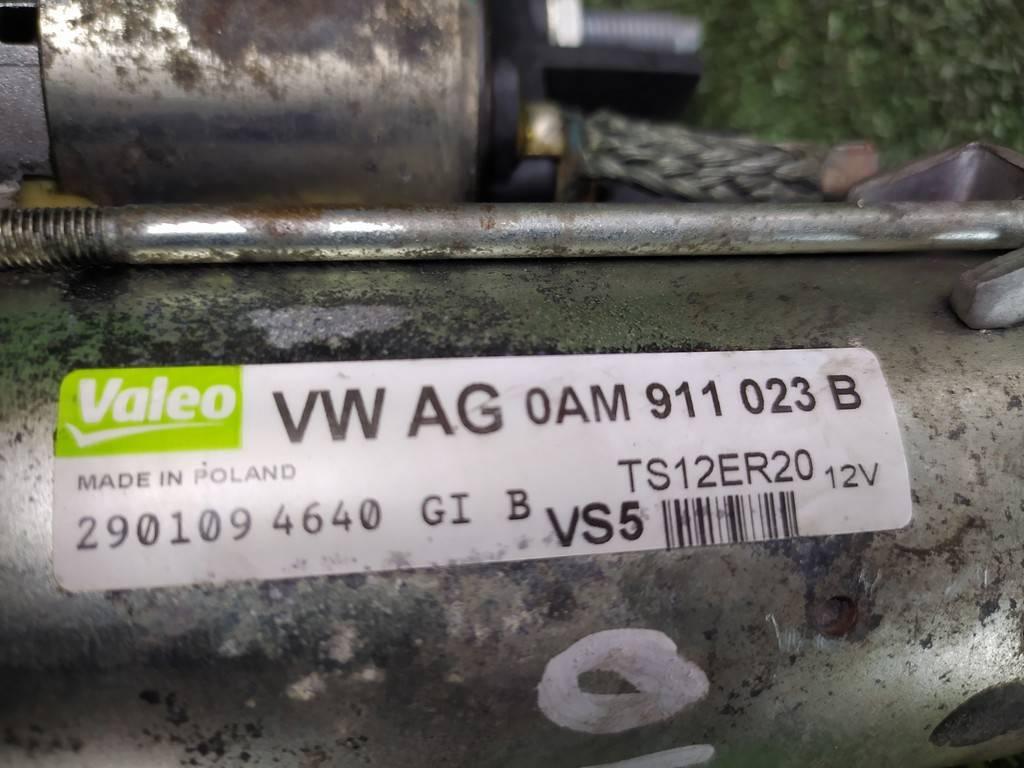 Valeo VW AG 0AM 911 023 B
MADE IN POLAND TS12ER20 12V
290109 4640 GI B VS5